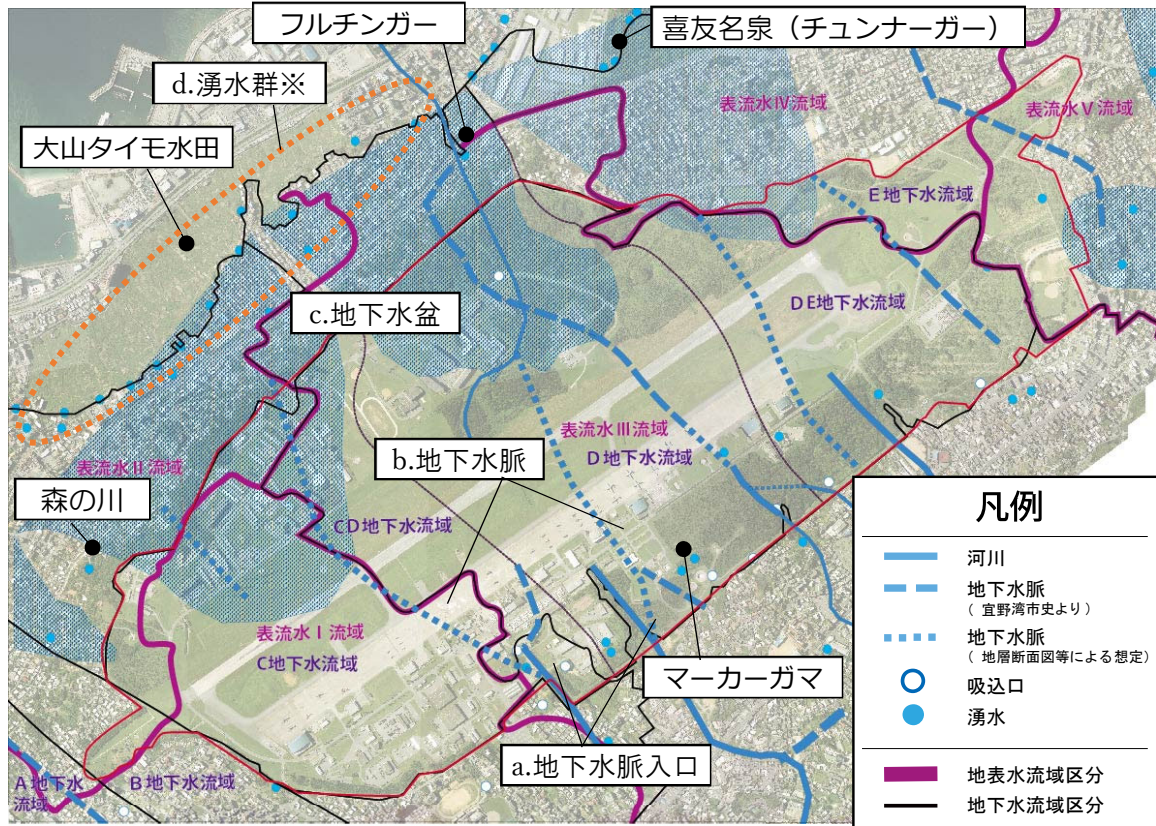 フルチンガー
喜友名泉（チュンナーガー）
d.湧水群※
大山タイモ水田
表流水Ⅳ流域
表流水Ⅴ流域
E地下水流域
DE地下水流域
c.地下水盆
表流水Ⅲ流域
D地下水流域
b.地下水脈
表流水Ⅱ流域
森の川
CD地下水流域
表流水Ⅰ流域
C地下水流域
マーカーガマ
a.地下水脈入口
A地下水
流域
B地下水流域
凡例
河川
地下水脈
（宜野湾市史より）
地下水脈
（地層断面図等による想定）
吸込口
湧水
地表水流域区分
地下水流域区分